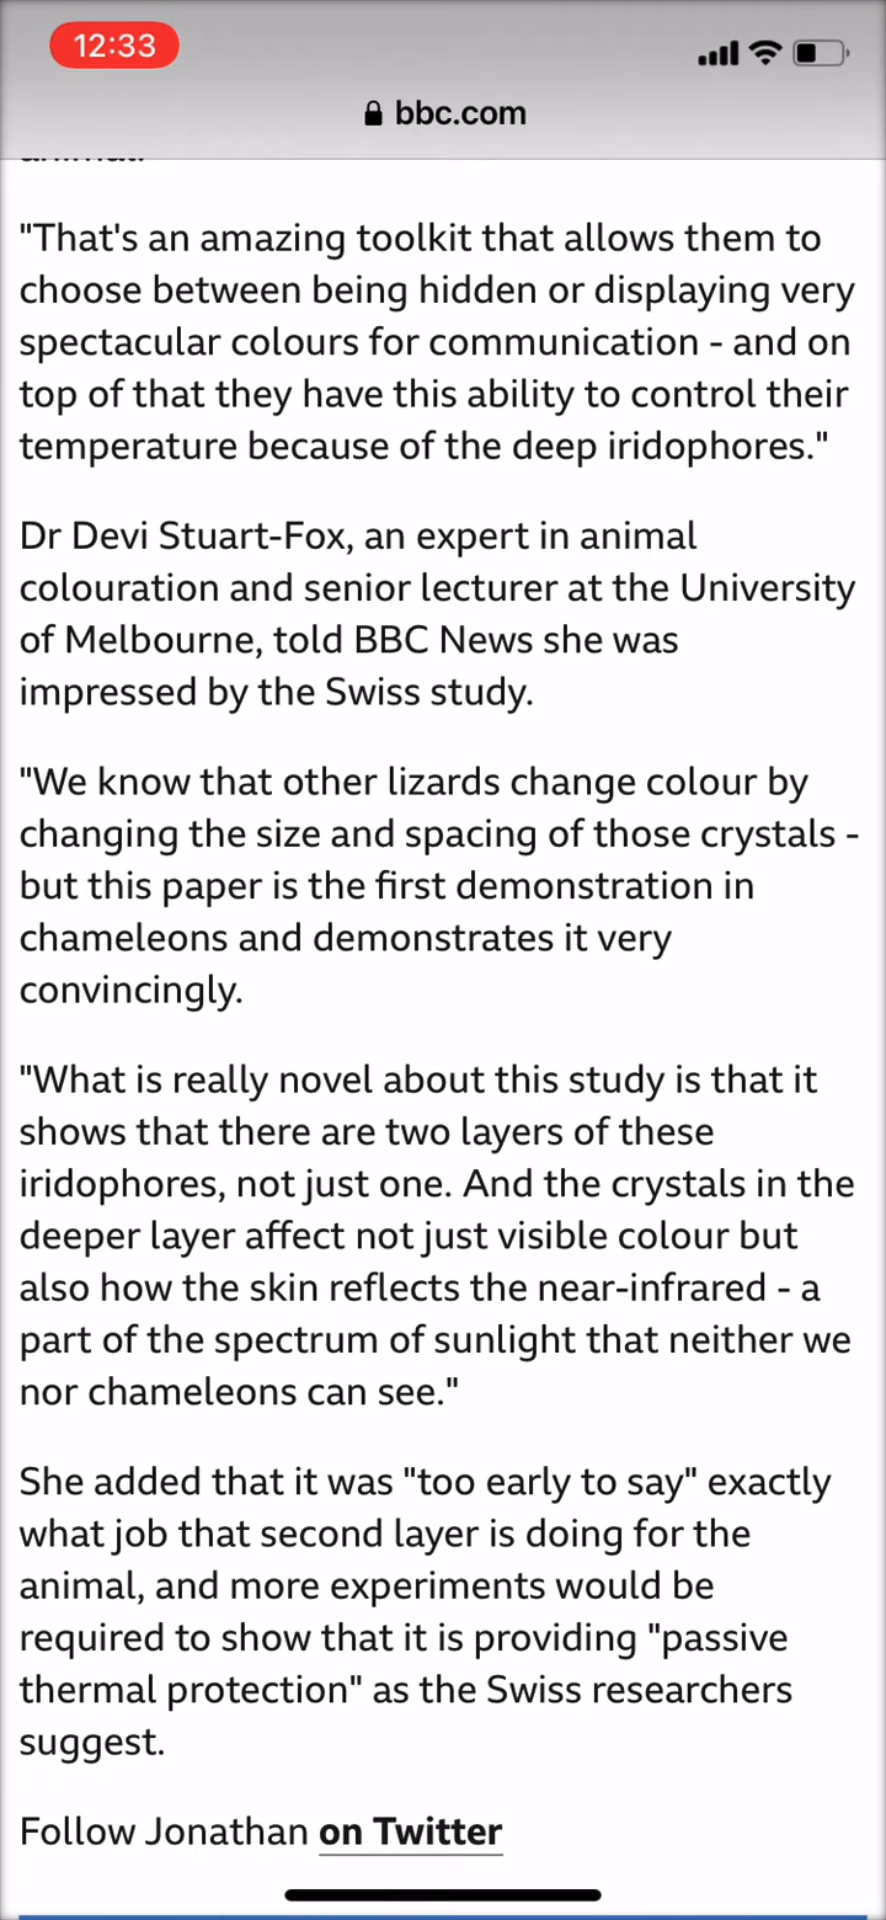 12:33
bbc.com
"That's an amazing toolkit that allows them to
choose between being hidden or displaying very
spectacular colours for communication - and on
top of that they have this ability to control their
temperature because of the deep iridophores."
Dr Devi Stuart-Fox, an expert in animal
colouration and senior lecturer at the University
of Melbourne, told BBC News she was
impressed by the Swiss study.
"We know that other lizards change colour by
changing the size and spacing of those crystals -
but this paper is the first demonstration in
chameleons and demonstrates it very
convincingly.
"What is really novel about this study is that it
shows that there are two layers of these
iridophores, not just one. And the crystals in the
deeper layer affect not just visible colour but
also how the skin reflects the near-infrared - a
part of the spectrum of sunlight that neither we
nor chameleons can see."
She added that it was "too early to say" exactly
what job that second layer is doing for the
animal, and more experiments would be
required to show that it is providing "passive
thermal protection" as the Swiss researchers
suggest.
Follow Jonathan on Twitter